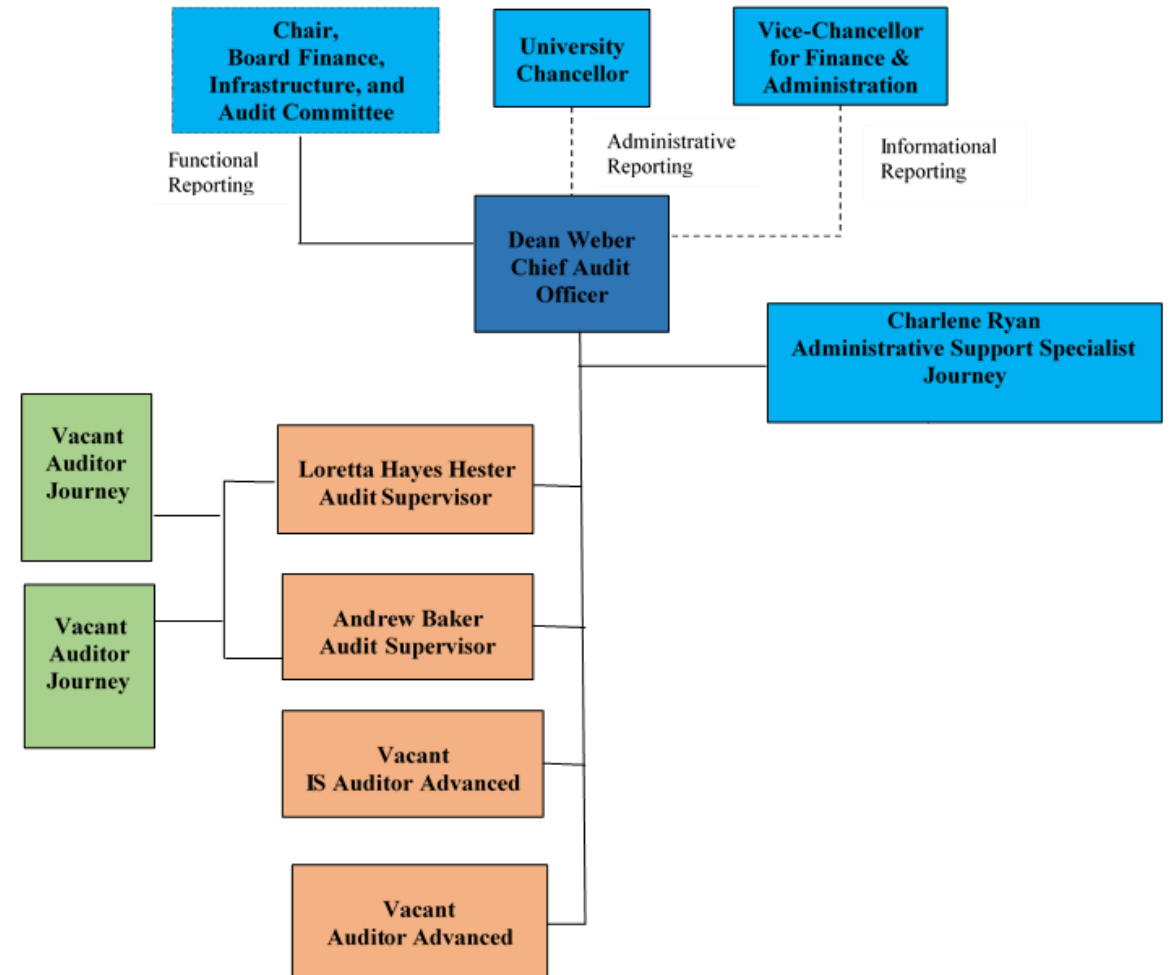 Chair,
Board Finance,
Infrastructure, and
Audit Committee
University
Chancellor
Vice-Chancellor
for Finance &
Administration
Functional
Reporting
Administrative
Reporting
Informational
Reporting
Dean Weber
Chief Audit
Officer
Charlene Ryan
Administrative Support Specialist
Journey
Vacant
Auditor
Journey
Loretta Hayes Hester
Audit Supervisor
Vacant
Auditor
Journey
Andrew Baker
Audit Supervisor
Vacant
IS Auditor Advanced
Vacant
Auditor Advanced